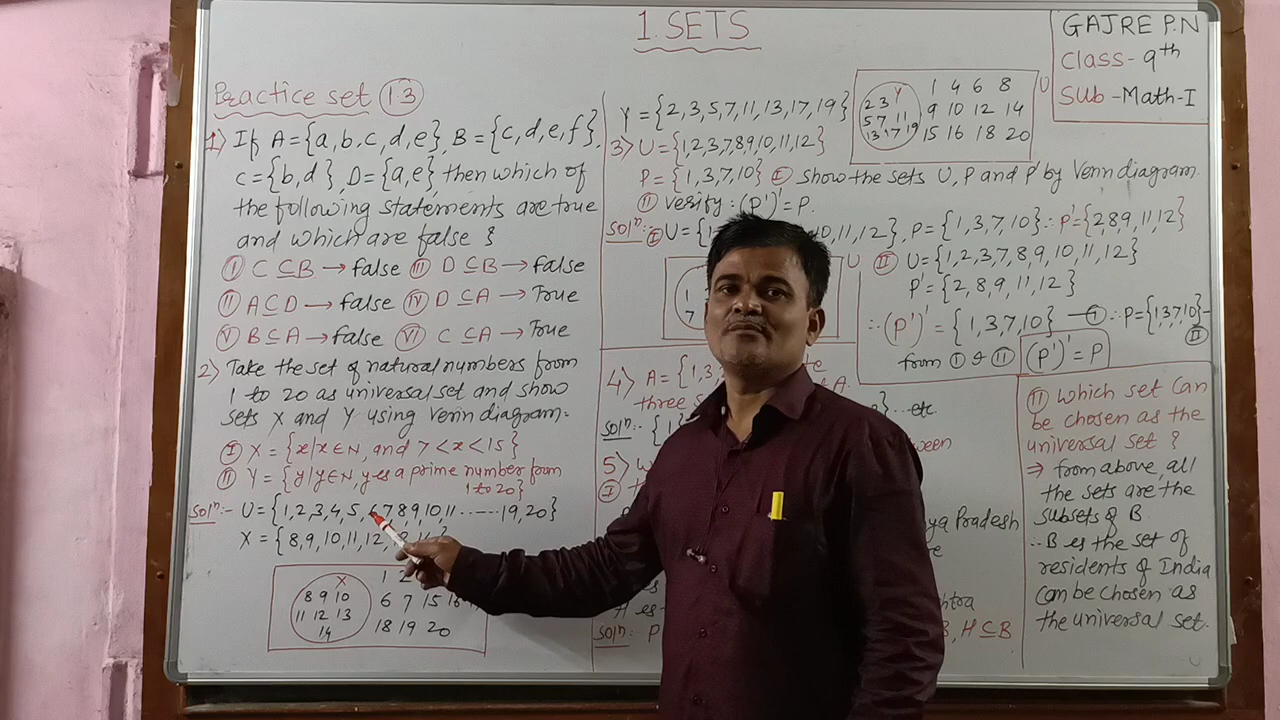 1. SETS
GAJRE P.N
Class- 9th
Sub - Math-I
Practice set 1.3
1) If A = {a, b, c, d, e}, B = {c, d, e, f},
C = {b, d}, D = {a, e} then which of
the following statements are true
and which are false ?
I C ⊆ B → false III D ⊆ B → false
II A ⊆ D → false IV D ⊆ A → True
V B ⊆ A → false VI C ⊆ A → True
2) Take the set of natural numbers from
1 to 20 as universal set and show
sets X and Y using Venn diagram.
I X = {x|x∈N, and 7 < x < 15}
II Y = {y|y∈N, y is a prime number from
1 to 20}
Solⁿ:- U = {1,2,3,4,5,6,7,8,9,10,11.......19,20}
X = {8,9,10,11,12,
X
8 9 10
11 12 13
14
1
6 7 15 16
18 19 20
Y = {2,3,5,7,11,13,17,19}
U
Y
2 3
5 7 11
13 17 19
1 4 6 8
9 10 12 14
15 16 18 20
3) U = {1,2,3,7,8,9,10,11,12}
P = {1,3,7,10} I Show the sets U, P and P' by Venn diagram.
II Verify: (P')' = P.
Solⁿ:- I U = {1 10,11,12}, P = {1,3,7,10} ∴ P' = {2,8,9,11,12}
U
1
7
II U = {1,2,3,7,8,9,10,11,12}
P' = {2,8,9,11,12}
∴ (P')' = {1,3,7,10} —I ∴ P = {1,3,7,10}—
II
from I & II (P')' = P
4) A = {1,3,
three A.
Solⁿ:- {1 } .. etc.
5)
I
ya Pradesh
Solⁿ: P B, H ⊆ B
II Which set can
be chosen as the
universal set ?
⇒ from above, all
the sets are the
subsets of B.
∴ B is the set of
residents of India
can be chosen as
the universal set.